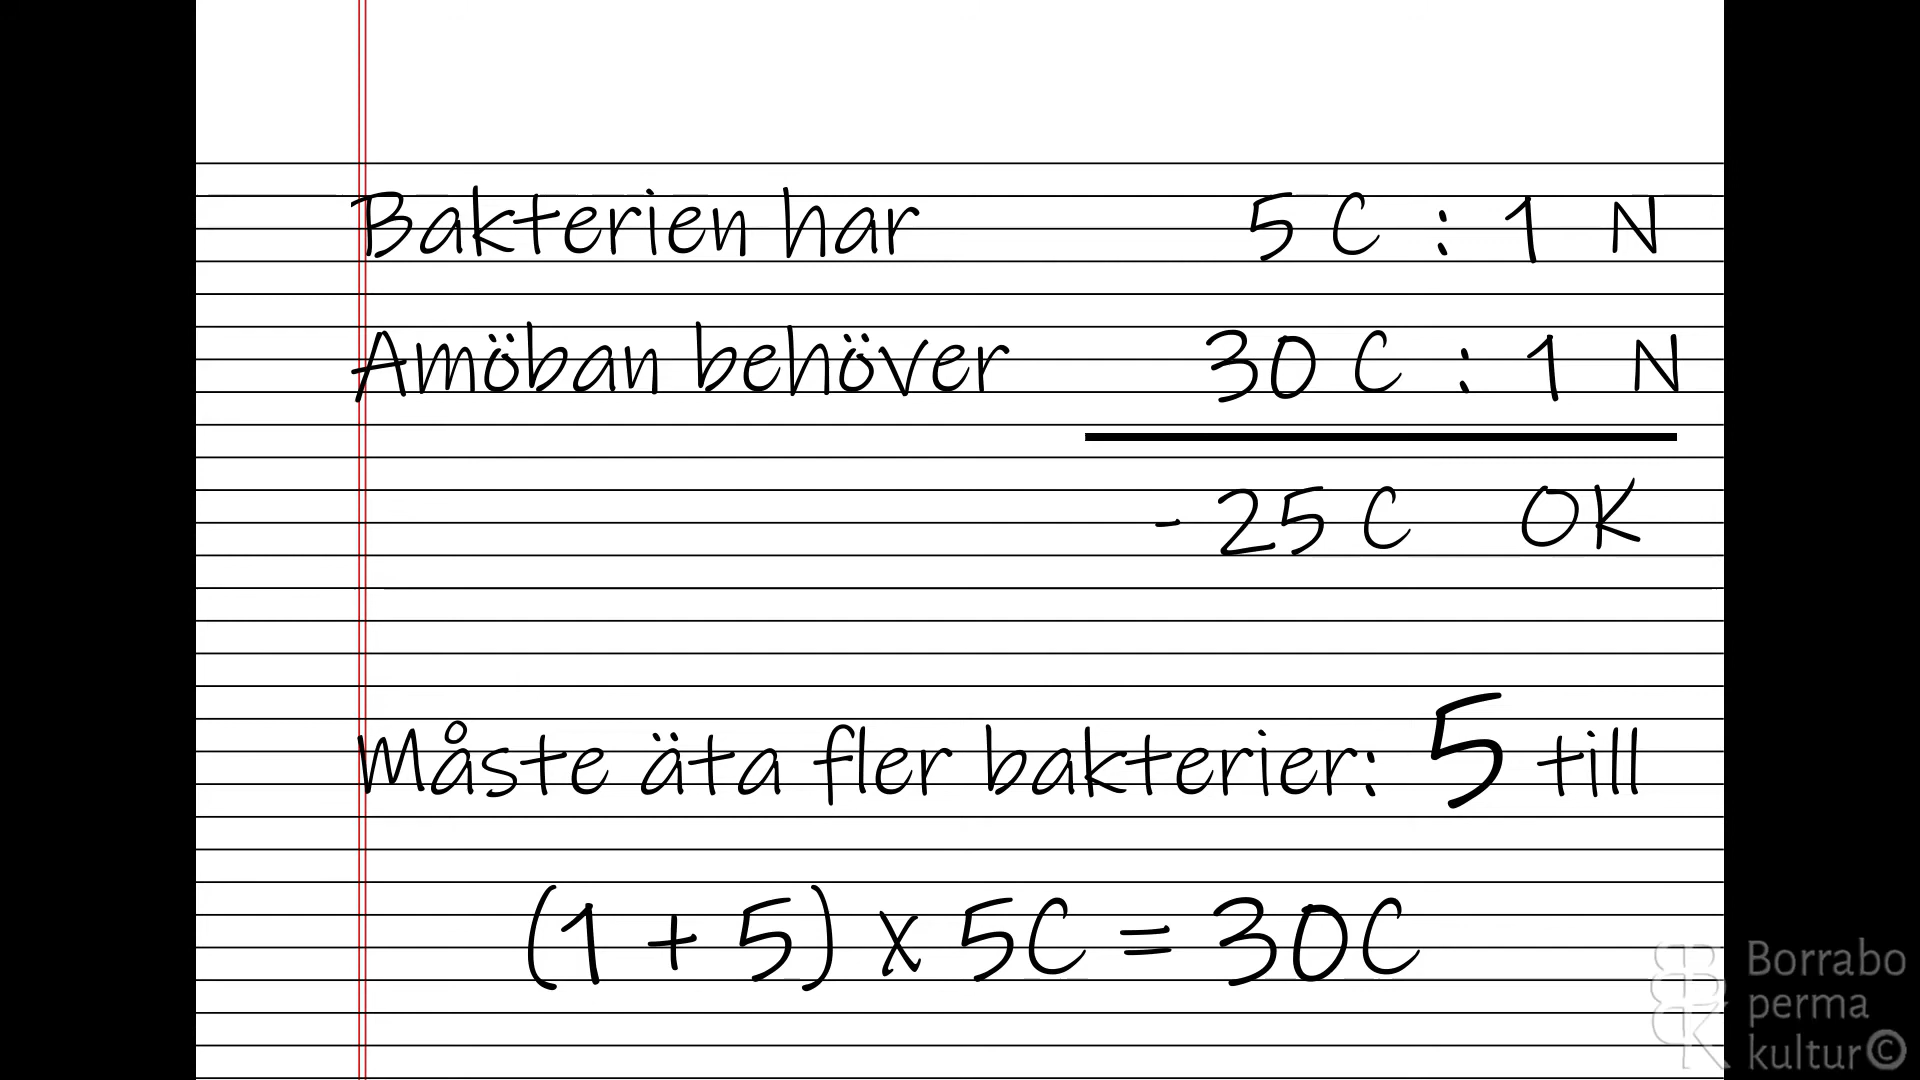 Bakterien har 5 C : 1 N
Amöban behöver 30 C : 1 N
- 25 C OK
Måste äta fler bakterier: 5 till
(1 + 5) x 5C = 30C
Borrabo
perma
kultur©